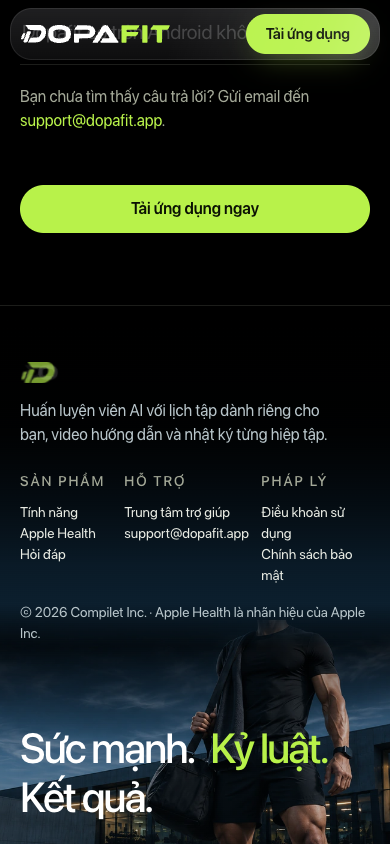 DOPAFIT
Tải ứng dụng
Bạn chưa tìm thấy câu trả lời? Gửi email đến
support@dopafit.app.
Tải ứng dụng ngay
Huấn luyện viên AI với lịch tập dành riêng cho
bạn, video hướng dẫn và nhật ký từng hiệp tập.
SẢN PHẨM
Tính năng
Apple Health
Hỏi đáp
HỖ TRỢ
Trung tâm trợ giúp
support@dopafit.app
PHÁP LÝ
Điều khoản sử
dụng
Chính sách bảo
mật
© 2026 Compilet Inc. · Apple Health là nhãn hiệu của Apple
Inc.
Sức mạnh. Kỷ luật.
Kết quả.